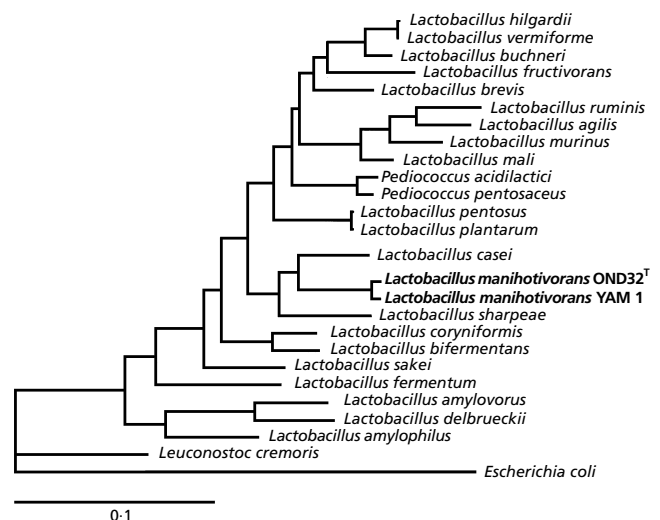 Lactobacillus hilgardii
Lactobacillus vermiforme
Lactobacillus buchneri
Lactobacillus fructivorans
Lactobacillus brevis
Lactobacillus ruminis
Lactobacillus agilis
Lactobacillus murinus
Lactobacillus mali
Pediococcus acidilactici
Pediococcus pentosaceus
Lactobacillus pentosus
Lactobacillus plantarum
Lactobacillus casei
Lactobacillus manihotivorans OND32ᵀ
Lactobacillus manihotivorans YAM 1
Lactobacillus sharpeae
Lactobacillus coryniformis
Lactobacillus bifermentans
Lactobacillus sakei
Lactobacillus fermentum
Lactobacillus amylovorus
Lactobacillus delbrueckii
Lactobacillus amylophilus
Leuconostoc cremoris
Escherichia coli
0·1